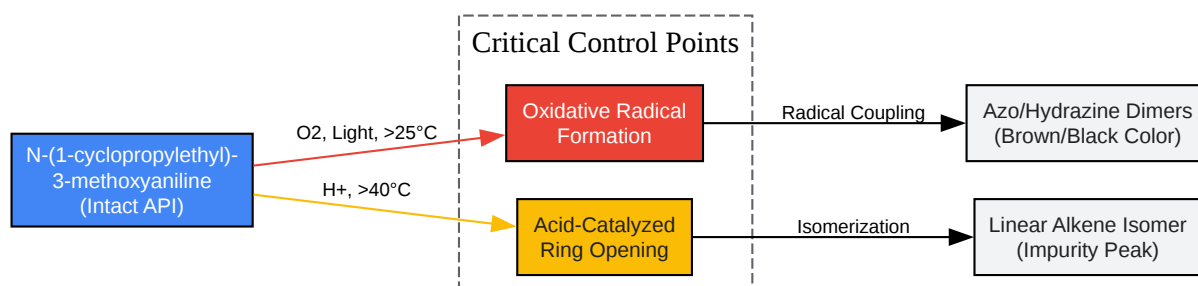 Critical Control Points
N-(1-cyclopropylethyl)-
3-methoxyaniline
(Intact API)
O2, Light, >25°C
H+, >40°C
Oxidative Radical
Formation
Radical Coupling
Azo/Hydrazine Dimers
(Brown/Black Color)
Acid-Catalyzed
Ring Opening
Isomerization
Linear Alkene Isomer
(Impurity Peak)